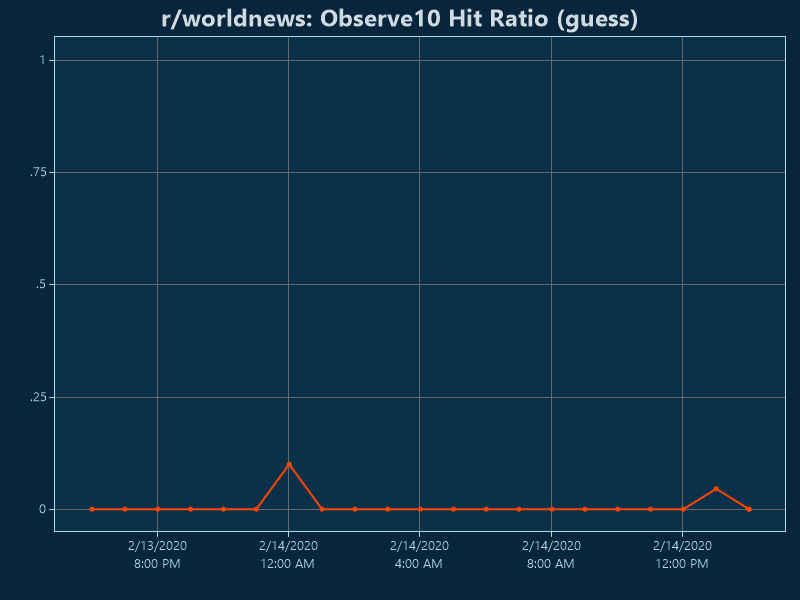 r/worldnews: Observe10 Hit Ratio (guess)
1
.75
.5
.25
0
2/13/2020 2/14/2020 2/14/2020 2/14/2020 2/14/2020
8:00 PM 12:00 AM 4:00 AM 8:00 AM 12:00 PM